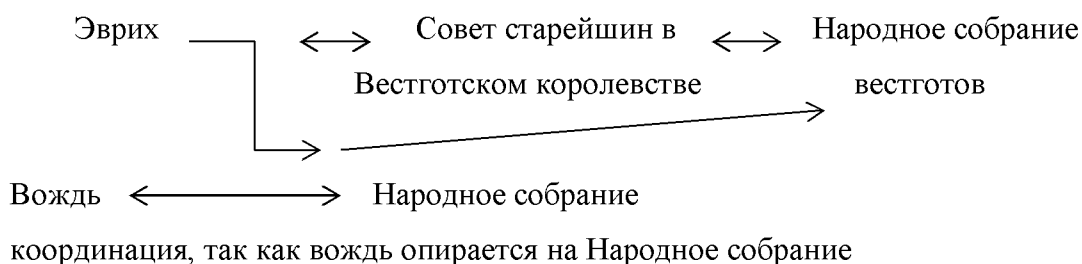 Эврих Совет старейшин в Народное собрание
Вестготском королевстве вестготов
Вождь Народное собрание
координация, так как вождь опирается на Народное собрание